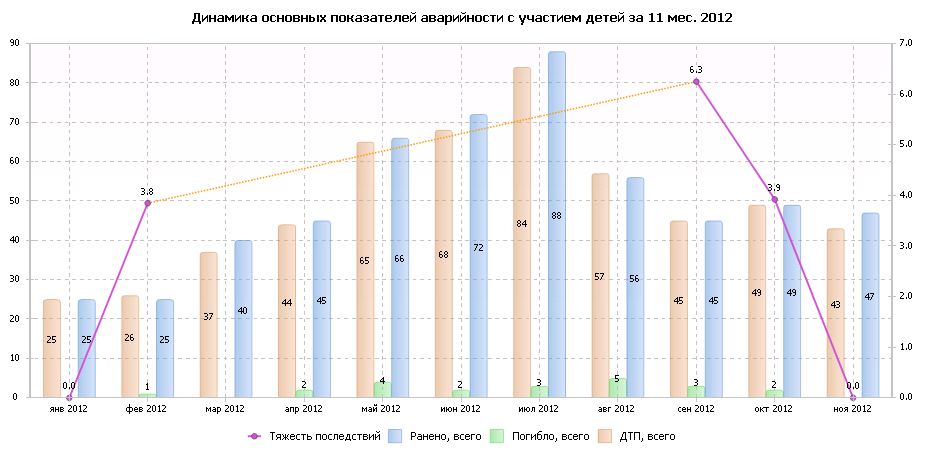 Динамика основных показателей аварийности с участием детей за 11 мес. 2012
90 7.0
80 6.3 6.0
70 5.0
60 3.8 3.9 4.0
50 3.0
40 2.0
30 1.0
20 0.0
10
0
25 26 37 44 65 68 84 57 45 49 43
25 25 40 45 66 72 88 56 45 49 47
0.0 1 2 4 2 3 5 3 2 0.0
янв 2012 фев 2012 мар 2012 апр 2012 май 2012 июн 2012 июл 2012 авг 2012 сен 2012 окт 2012 ноя 2012
Тяжесть последствий Ранено, всего Погибло, всего ДТП, всего